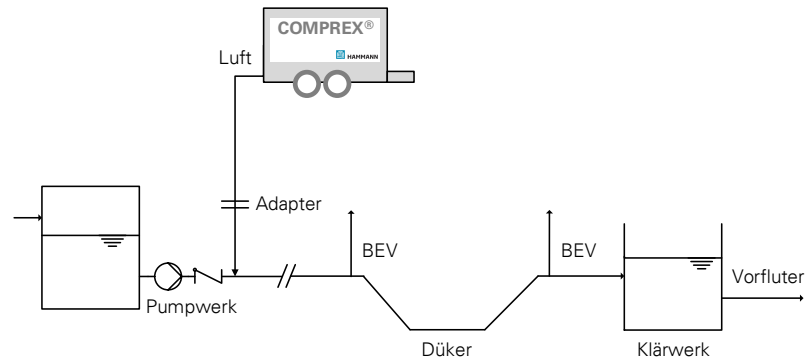 COMPREX®
HAMMANN
Luft
Adapter
BEV
BEV
Vorfluter
Pumpwerk
Düker
Klärwerk